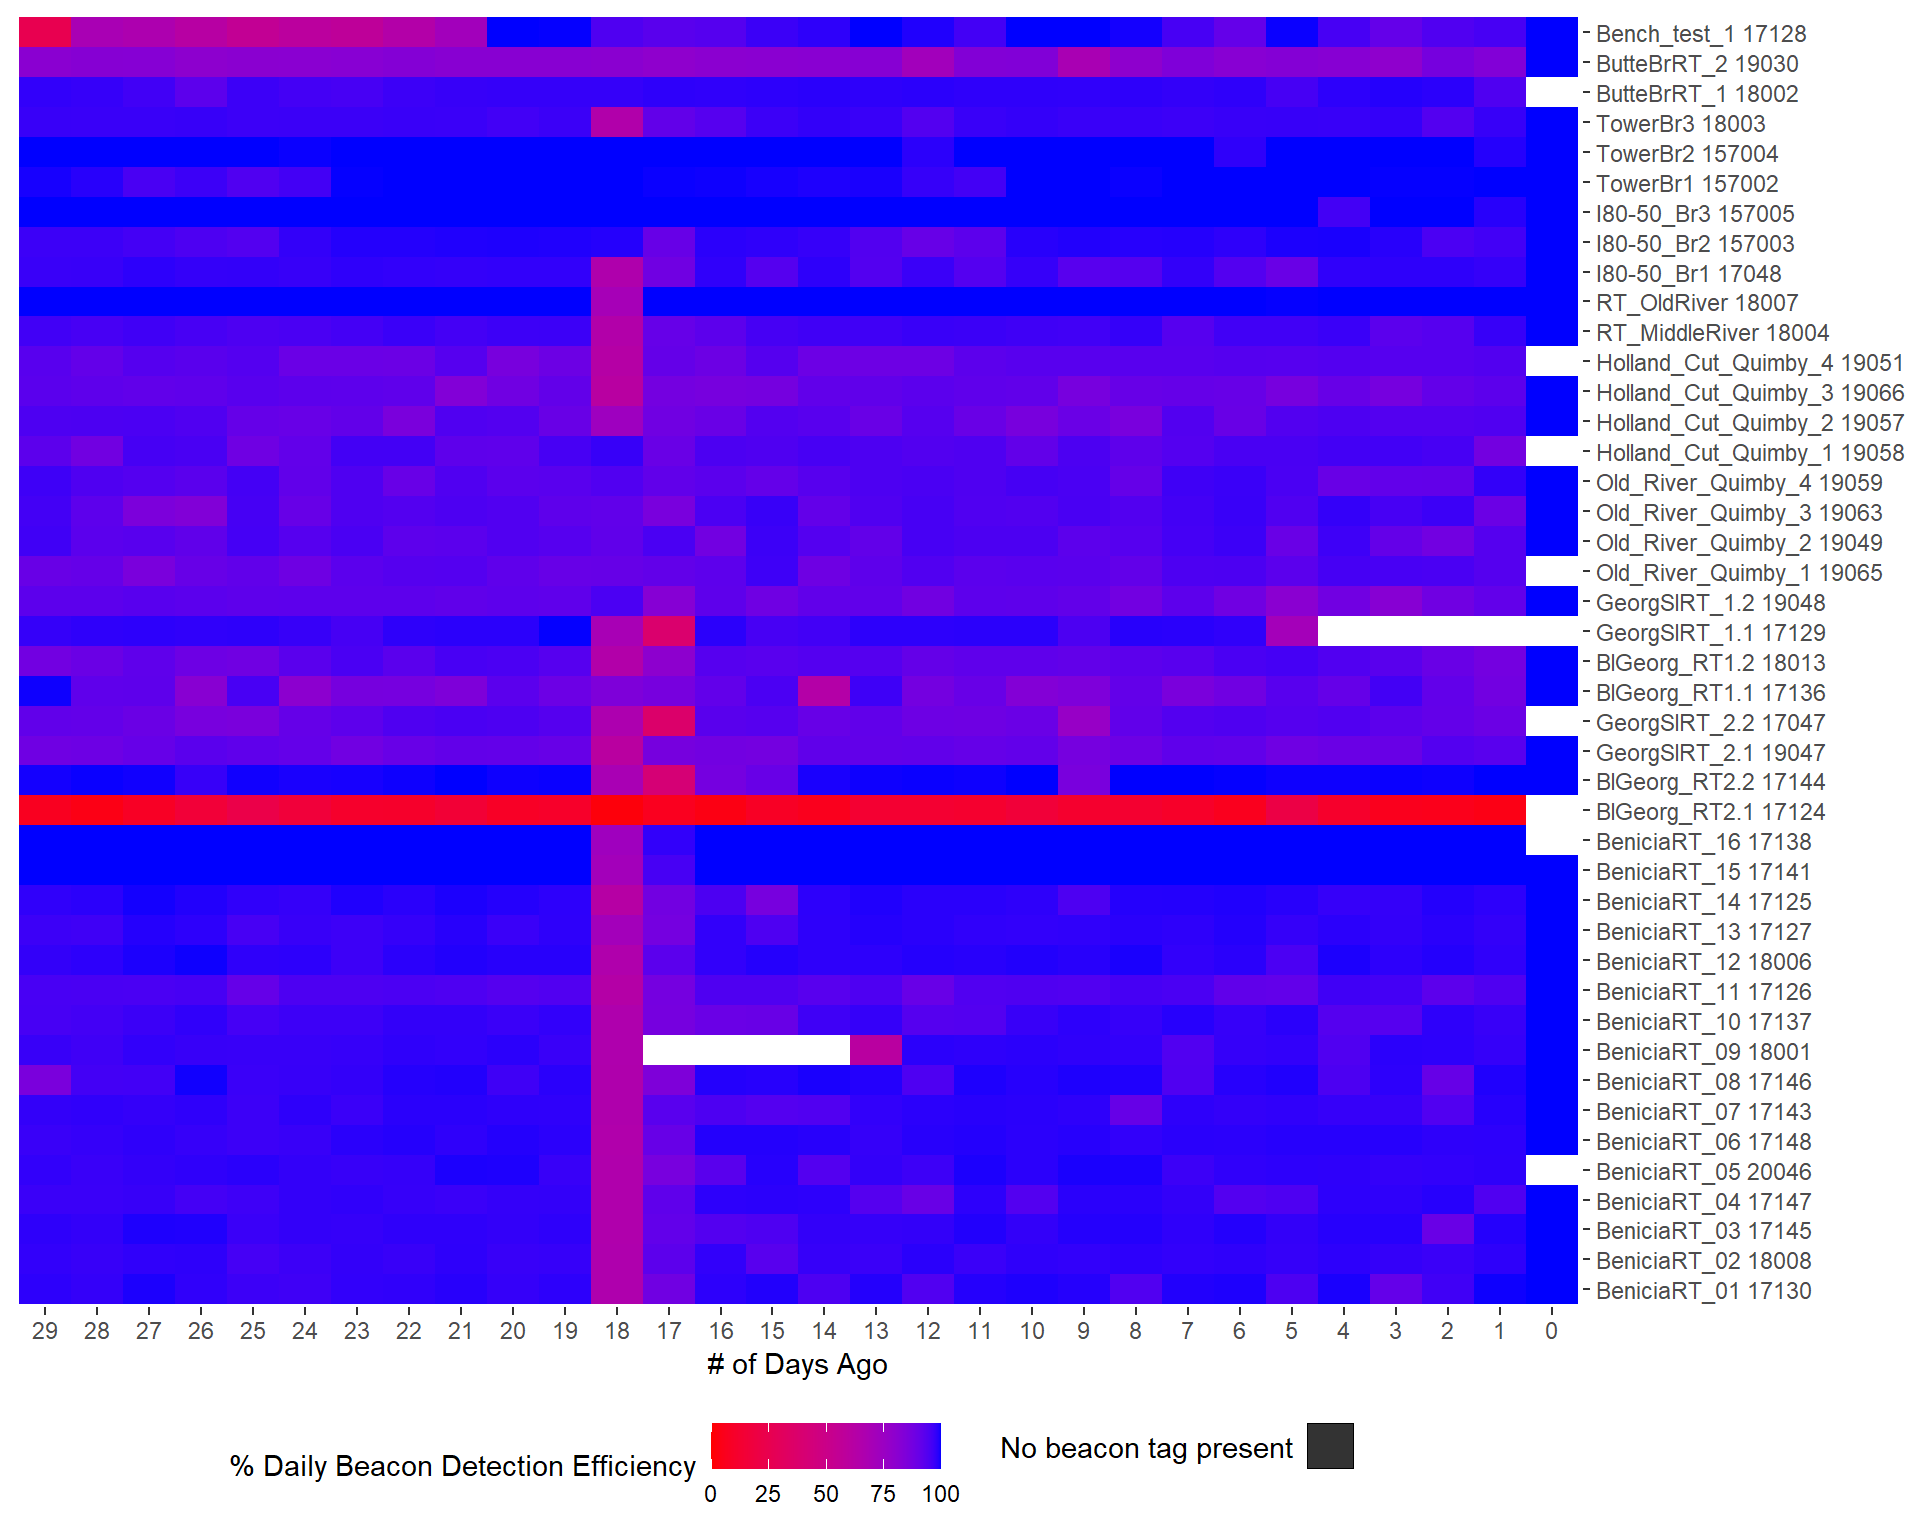 Bench_test_1 17128
ButteBrRT_2 19030
ButteBrRT_1 18002
TowerBr3 18003
TowerBr2 157004
TowerBr1 157002
I80-50_Br3 157005
I80-50_Br2 157003
I80-50_Br1 17048
RT_OldRiver 18007
RT_MiddleRiver 18004
Holland_Cut_Quimby_4 19051
Holland_Cut_Quimby_3 19066
Holland_Cut_Quimby_2 19057
Holland_Cut_Quimby_1 19058
Old_River_Quimby_4 19059
Old_River_Quimby_3 19063
Old_River_Quimby_2 19049
Old_River_Quimby_1 19065
GeorgSlRT_1.2 19048
GeorgSlRT_1.1 17129
BlGeorg_RT1.2 18013
BlGeorg_RT1.1 17136
GeorgSlRT_2.2 17047
GeorgSlRT_2.1 19047
BlGeorg_RT2.2 17144
BlGeorg_RT2.1 17124
BeniciaRT_16 17138
BeniciaRT_15 17141
BeniciaRT_14 17125
BeniciaRT_13 17127
BeniciaRT_12 18006
BeniciaRT_11 17126
BeniciaRT_10 17137
BeniciaRT_09 18001
BeniciaRT_08 17146
BeniciaRT_07 17143
BeniciaRT_06 17148
BeniciaRT_05 20046
BeniciaRT_04 17147
BeniciaRT_03 17145
BeniciaRT_02 18008
BeniciaRT_01 17130
29 28 27 26 25 24 23 22 21 20 19 18 17 16 15 14 13 12 11 10 9 8 7 6 5 4 3 2 1 0
# of Days Ago
% Daily Beacon Detection Efficiency
0 25 50 75 100
No beacon tag present